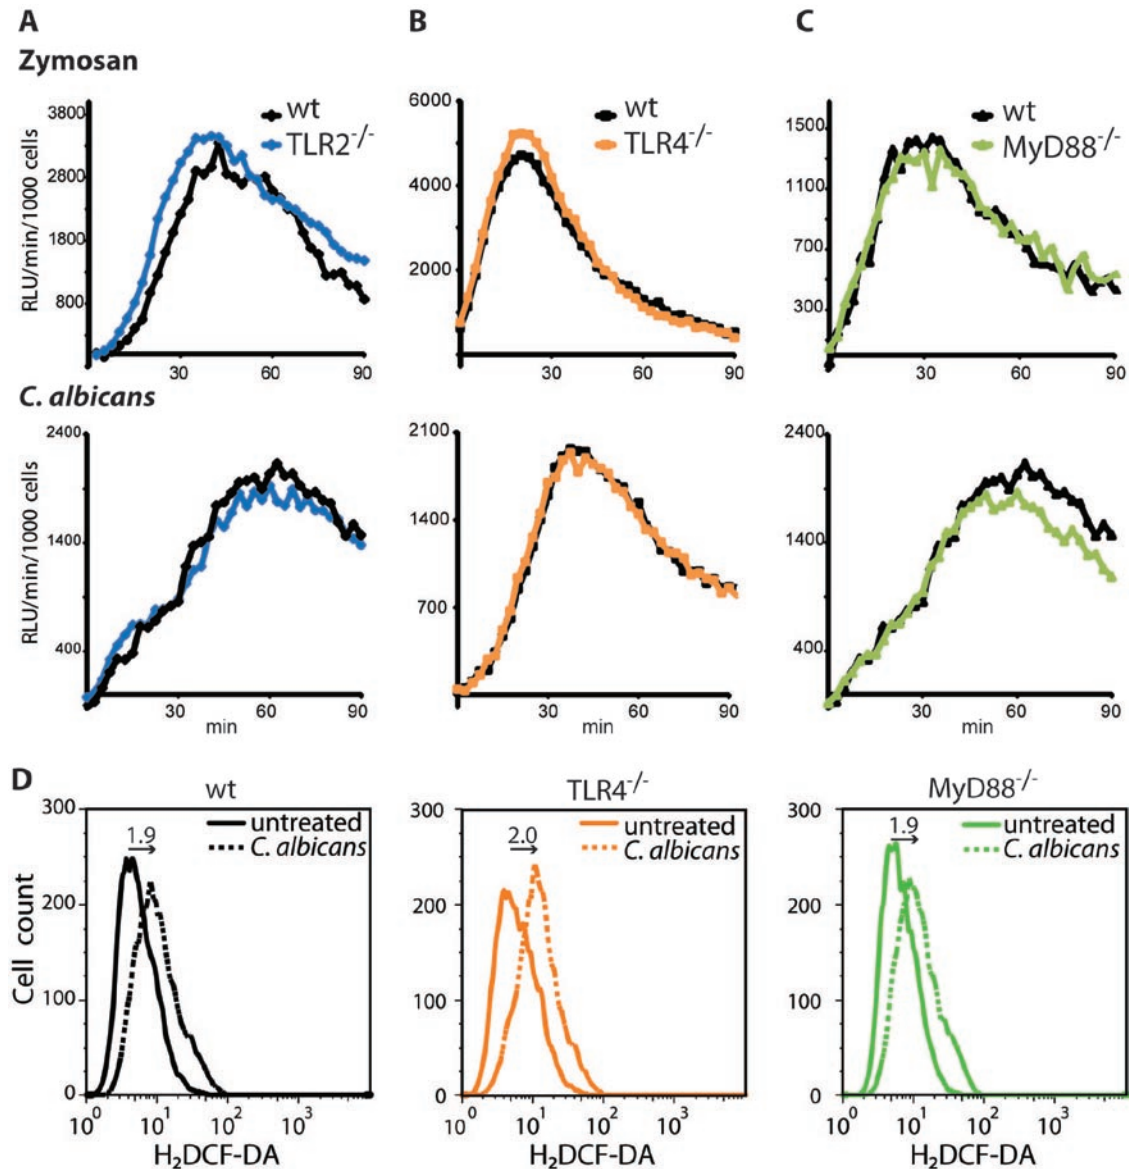 A
B
C
Zymosan
RLU/min/1000 cells
3800
2800
1800
800
30
60
90
wt
TLR2-/-
6000
4000
2000
30
60
90
wt
TLR4-/-
1500
1100
700
300
30
60
90
wt
MyD88-/-
C. albicans
RLU/min/1000 cells
2400
1400
400
30
60
90
min
2100
1400
700
30
60
90
min
2400
1400
400
30
60
90
min
D
wt
Cell count
300
200
100
0
1.9
untreated
C. albicans
10^0
10^1
10^2
10^3
H₂DCF-DA
TLR4-/-
300
200
100
0
2.0
untreated
C. albicans
10^0
10^1
10^2
10^3
H₂DCF-DA
MyD88-/-
300
200
100
0
1.9
untreated
C. albicans
10^0
10^1
10^2
10^3
H₂DCF-DA